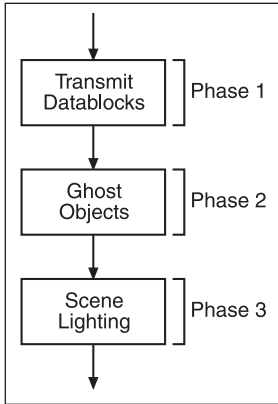 Transmit
Datablocks
Phase 1
Ghost
Objects
Phase 2
Scene
Lighting
Phase 3